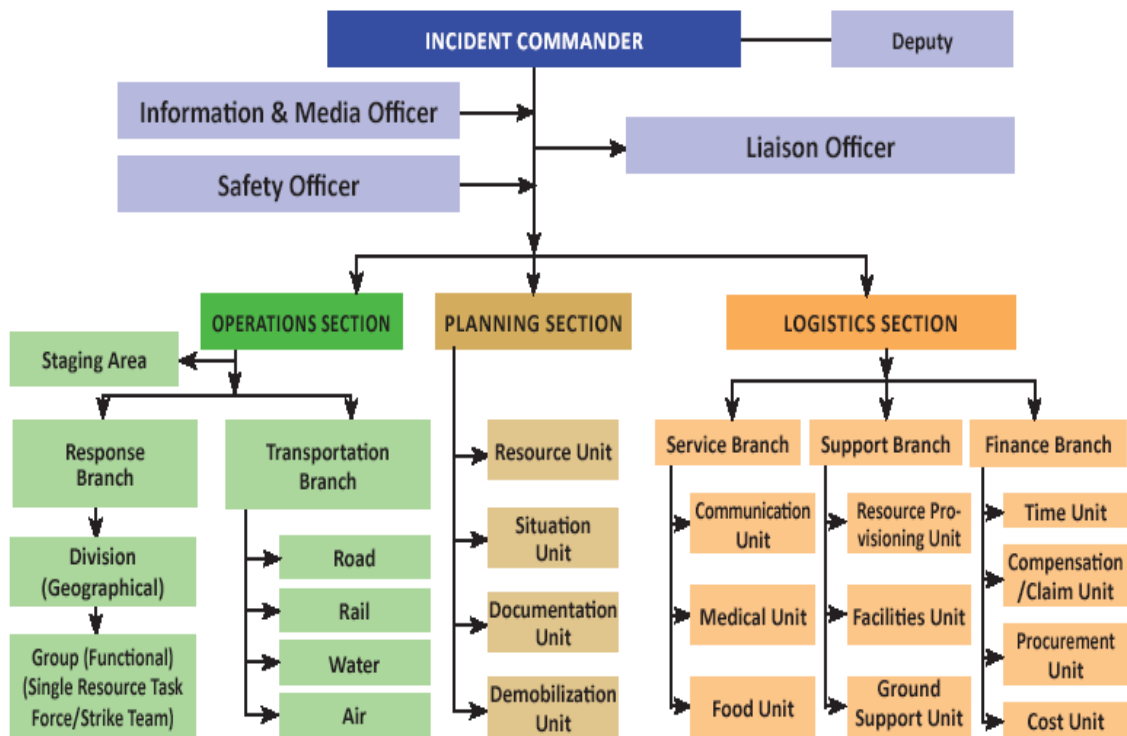 INCIDENT COMMANDER
Deputy
Information & Media Officer
Liaison Officer
Safety Officer
OPERATIONS SECTION
PLANNING SECTION
LOGISTICS SECTION
Staging Area
Response
Branch
Transportation
Branch
Division
(Geographical)
Group (Functional)
(Single Resource Task
Force/Strike Team)
Road
Rail
Water
Air
Resource Unit
Situation
Unit
Documentation
Unit
Demobilization
Unit
Service Branch
Communication
Unit
Medical Unit
Food Unit
Support Branch
Resource Pro-
visioning Unit
Facilities Unit
Ground
Support Unit
Finance Branch
Time Unit
Compensation
/Claim Unit
Procurement
Unit
Cost Unit